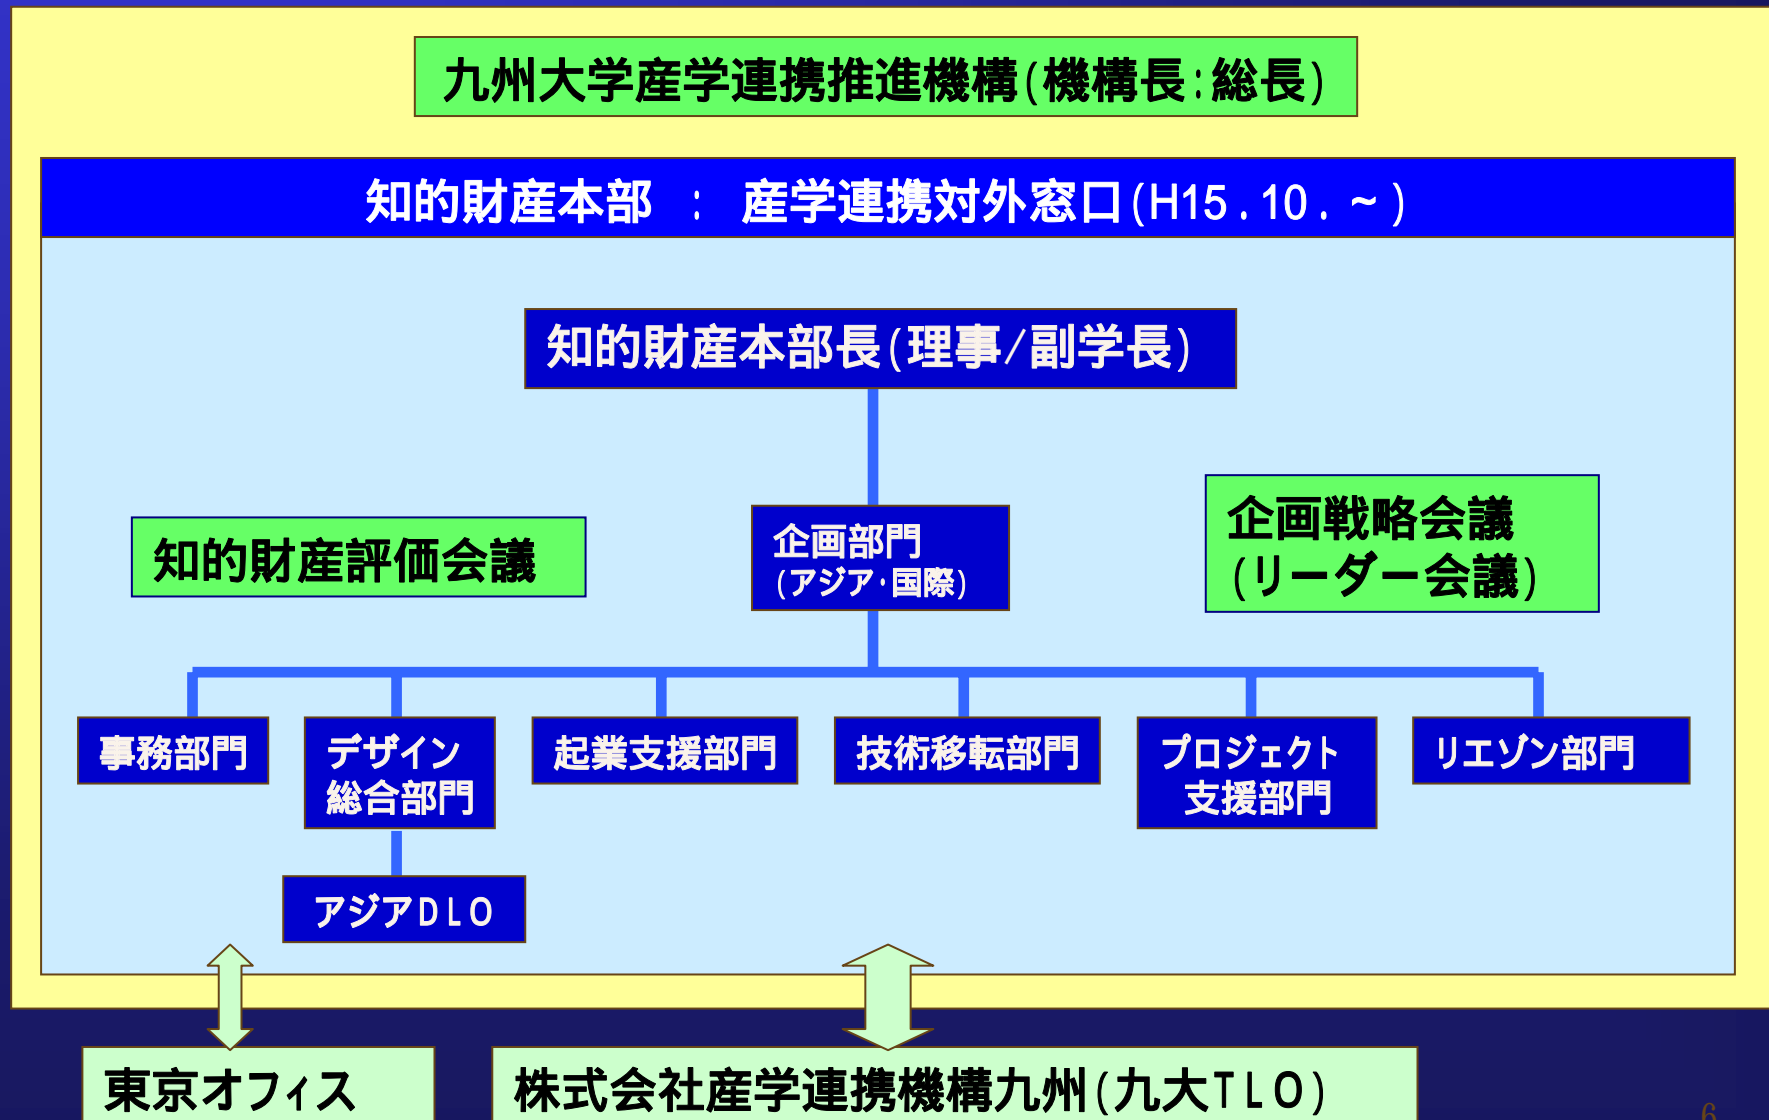 九州大学産学連携推進機構(機構長:総長)
知的財産本部 : 産学連携対外窓口(H15.10.~)
知的財産本部長(理事/副学長)
知的財産評価会議
企画部門
(アジア・国際)
企画戦略会議
(リーダー会議)
事務部門
デザイン
総合部門
起業支援部門
技術移転部門
プロジェクト
支援部門
リエゾン部門
アジアDLO
東京オフィス
株式会社産学連携機構九州(九大TLO)
6